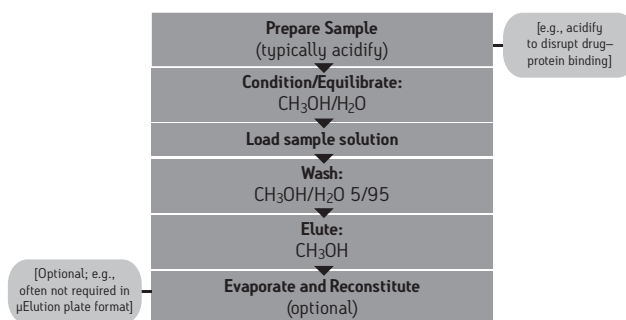 Prepare Sample
(typically acidify)
[e.g., acidify
to disrupt drug–
protein binding]
Condition/Equilibrate:
CH₃OH/H₂O
Load sample solution
Wash:
CH₃OH/H₂O 5/95
Elute:
CH₃OH
[Optional; e.g.,
often not required in
µElution plate format]
Evaporate and Reconstitute
(optional)